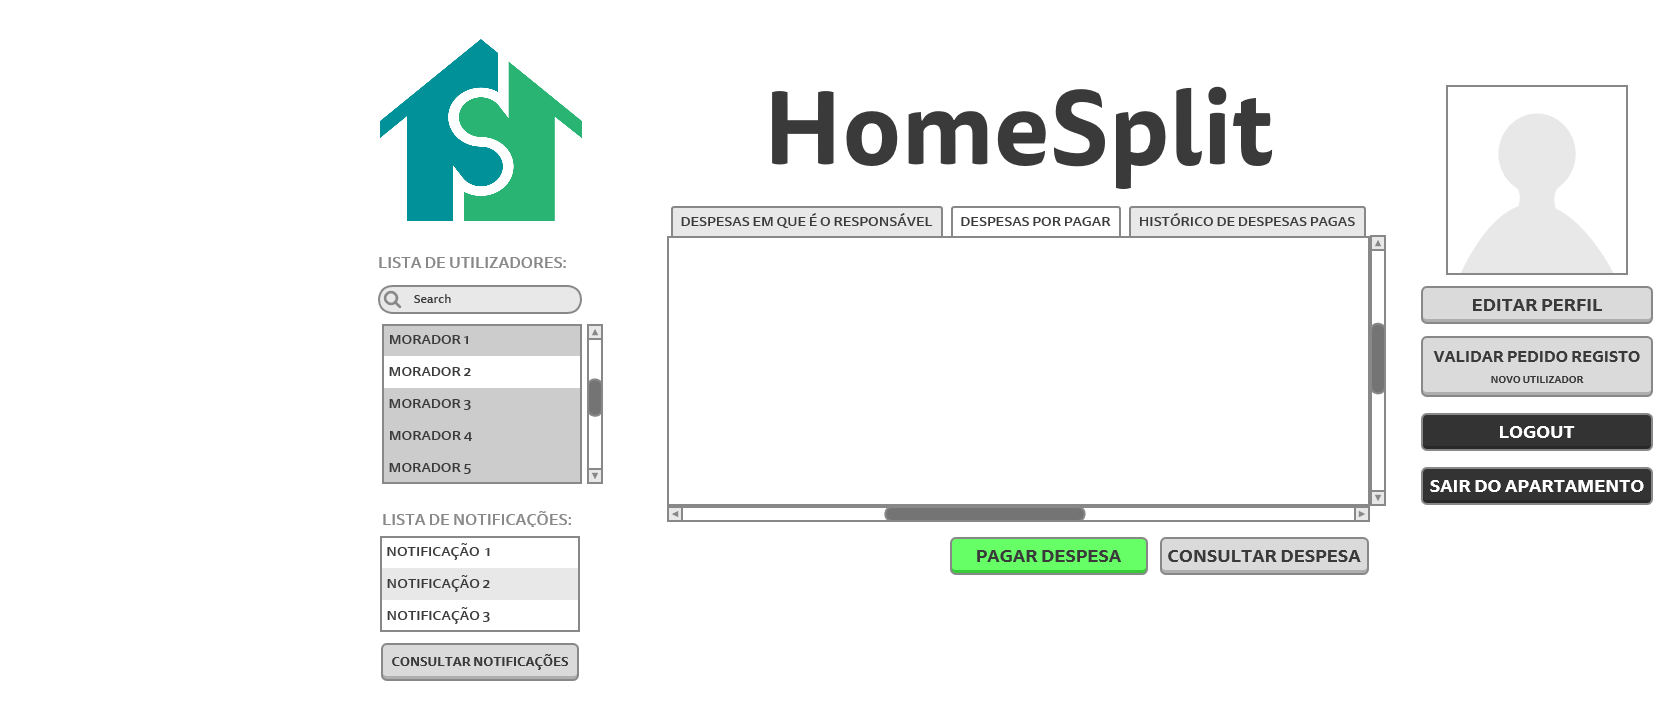 HomeSplit
LISTA DE UTILIZADORES:
Search
MORADOR 1
MORADOR 2
MORADOR 3
MORADOR 4
MORADOR 5
LISTA DE NOTIFICAÇÕES:
NOTIFICAÇÃO 1
NOTIFICAÇÃO 2
NOTIFICAÇÃO 3
CONSULTAR NOTIFICAÇÕES
DESPESAS EM QUE É O RESPONSÁVEL
DESPESAS POR PAGAR
HISTÓRICO DE DESPESAS PAGAS
PAGAR DESPESA
CONSULTAR DESPESA
EDITAR PERFIL
VALIDAR PEDIDO REGISTO
NOVO UTILIZADOR
LOGOUT
SAIR DO APARTAMENTO